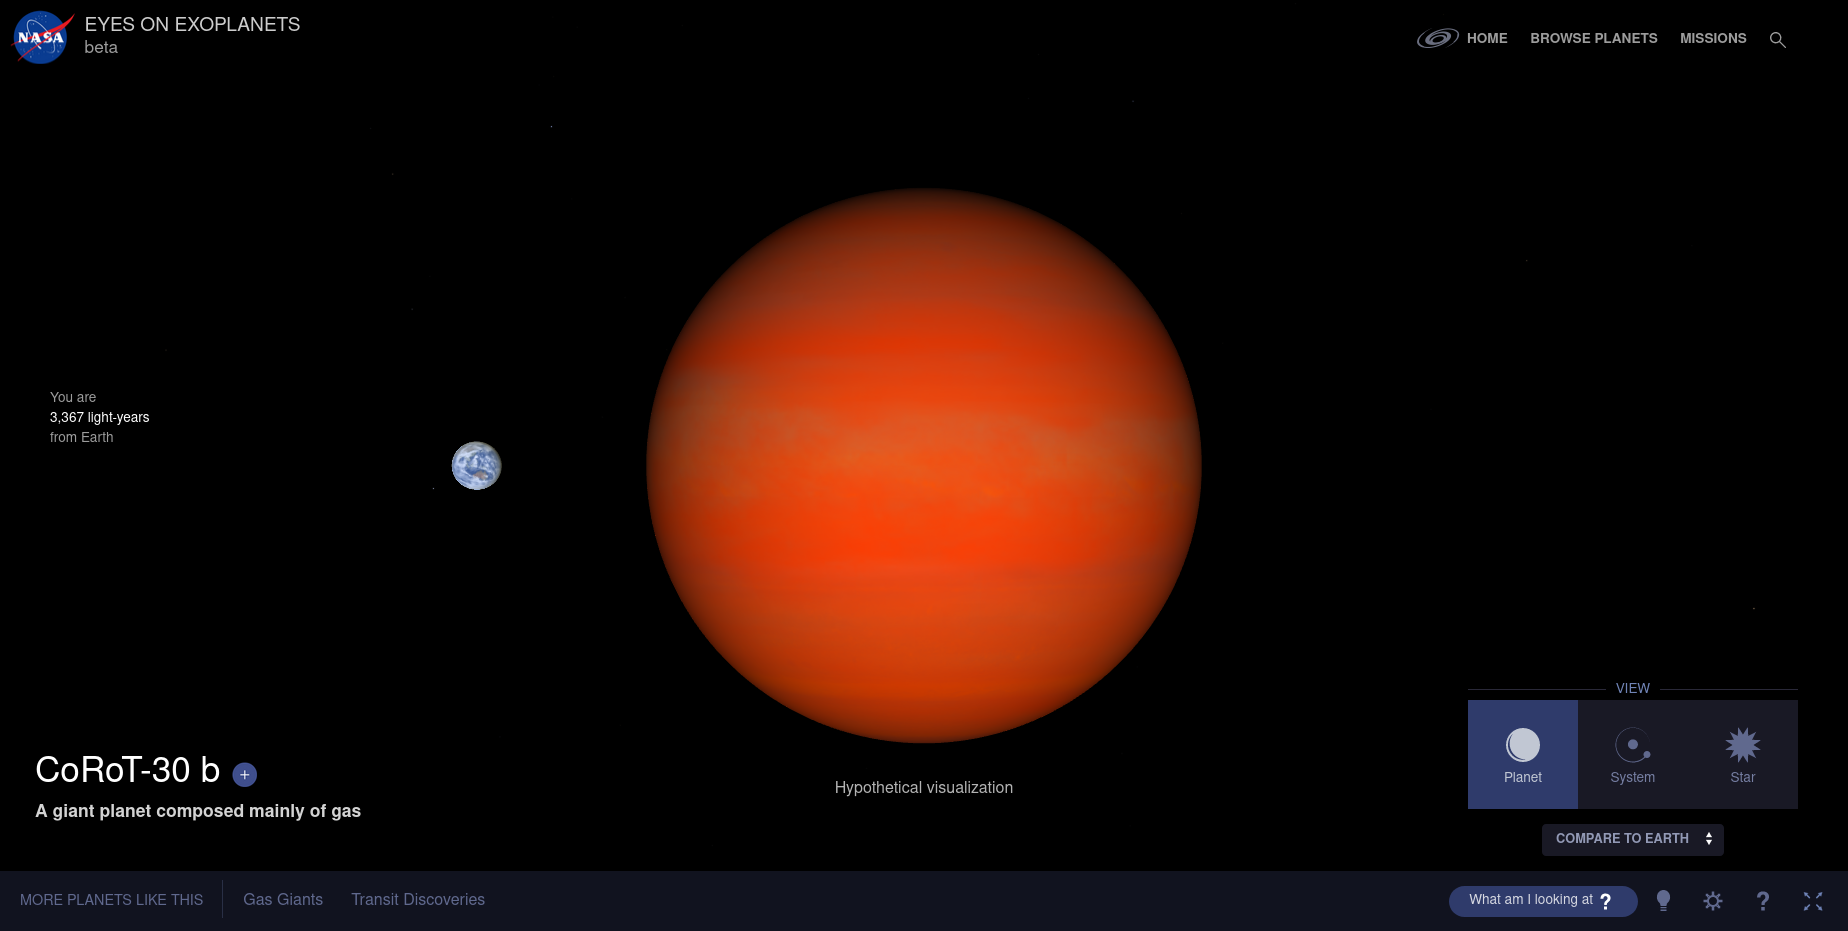 NASA
EYES ON EXOPLANETS
beta
HOME
BROWSE PLANETS
MISSIONS
You are
3,367 light-years
from Earth
VIEW
Planet
System
Star
CoRoT-30 b +
A giant planet composed mainly of gas
Hypothetical visualization
COMPARE TO EARTH
MORE PLANETS LIKE THIS
Gas Giants
Transit Discoveries
What am I looking at ?
?